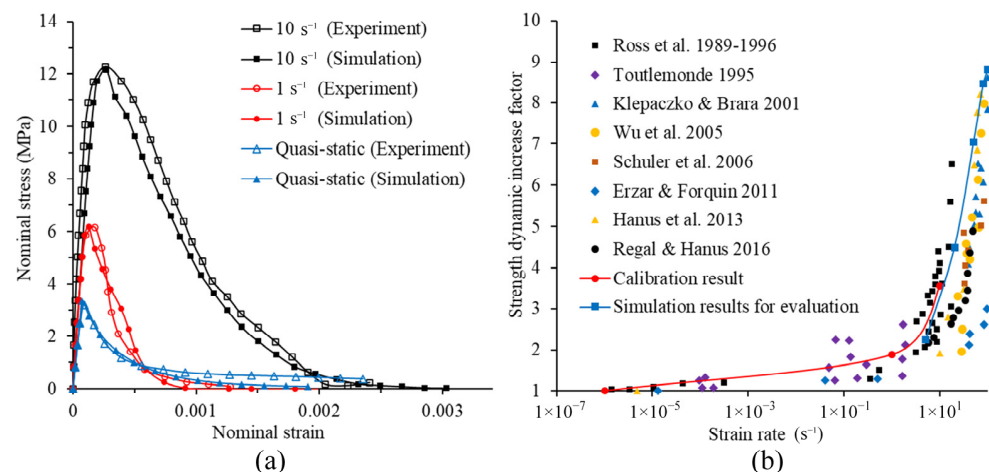 14
12
10
8
6
4
2
0
Nominal stress (MPa)
10 s⁻¹ (Experiment)
10 s⁻¹ (Simulation)
1 s⁻¹ (Experiment)
1 s⁻¹ (Simulation)
Quasi-static (Experiment)
Quasi-static (Simulation)
0 0.001 0.002 0.003
Nominal strain
(a)
9
8
7
6
5
4
3
2
1
Strength dynamic increase factor
Ross et al. 1989-1996
Toutlemonde 1995
Klepaczko & Brara 2001
Wu et al. 2005
Schuler et al. 2006
Erzar & Forquin 2011
Hanus et al. 2013
Regal & Hanus 2016
Calibration result
Simulation results for evaluation
1×10⁻⁷ 1×10⁻⁵ 1×10⁻³ 1×10⁻¹ 1×10¹
Strain rate (s⁻¹)
(b)